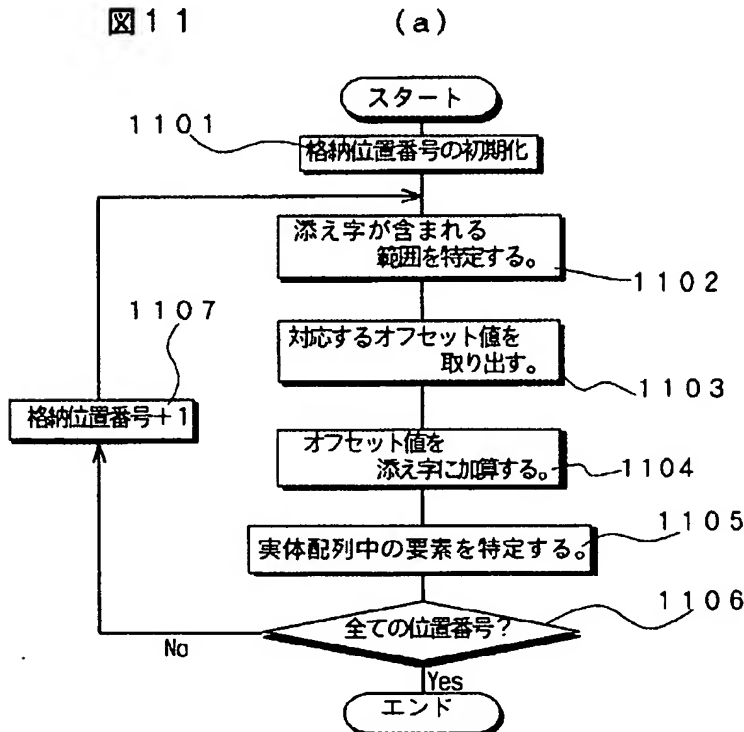 図11 (a)
スタート
1101
格納位置番号の初期化
添え字が含まれる
範囲を特定する。
1102
1107
対応するオフセット値を
取り出す。
1103
格納位置番号+1
オフセット値を
添え字に加算する。
1104
1105
実体配列中の要素を特定する。
1106
全ての位置番号?
No
Yes
エンド